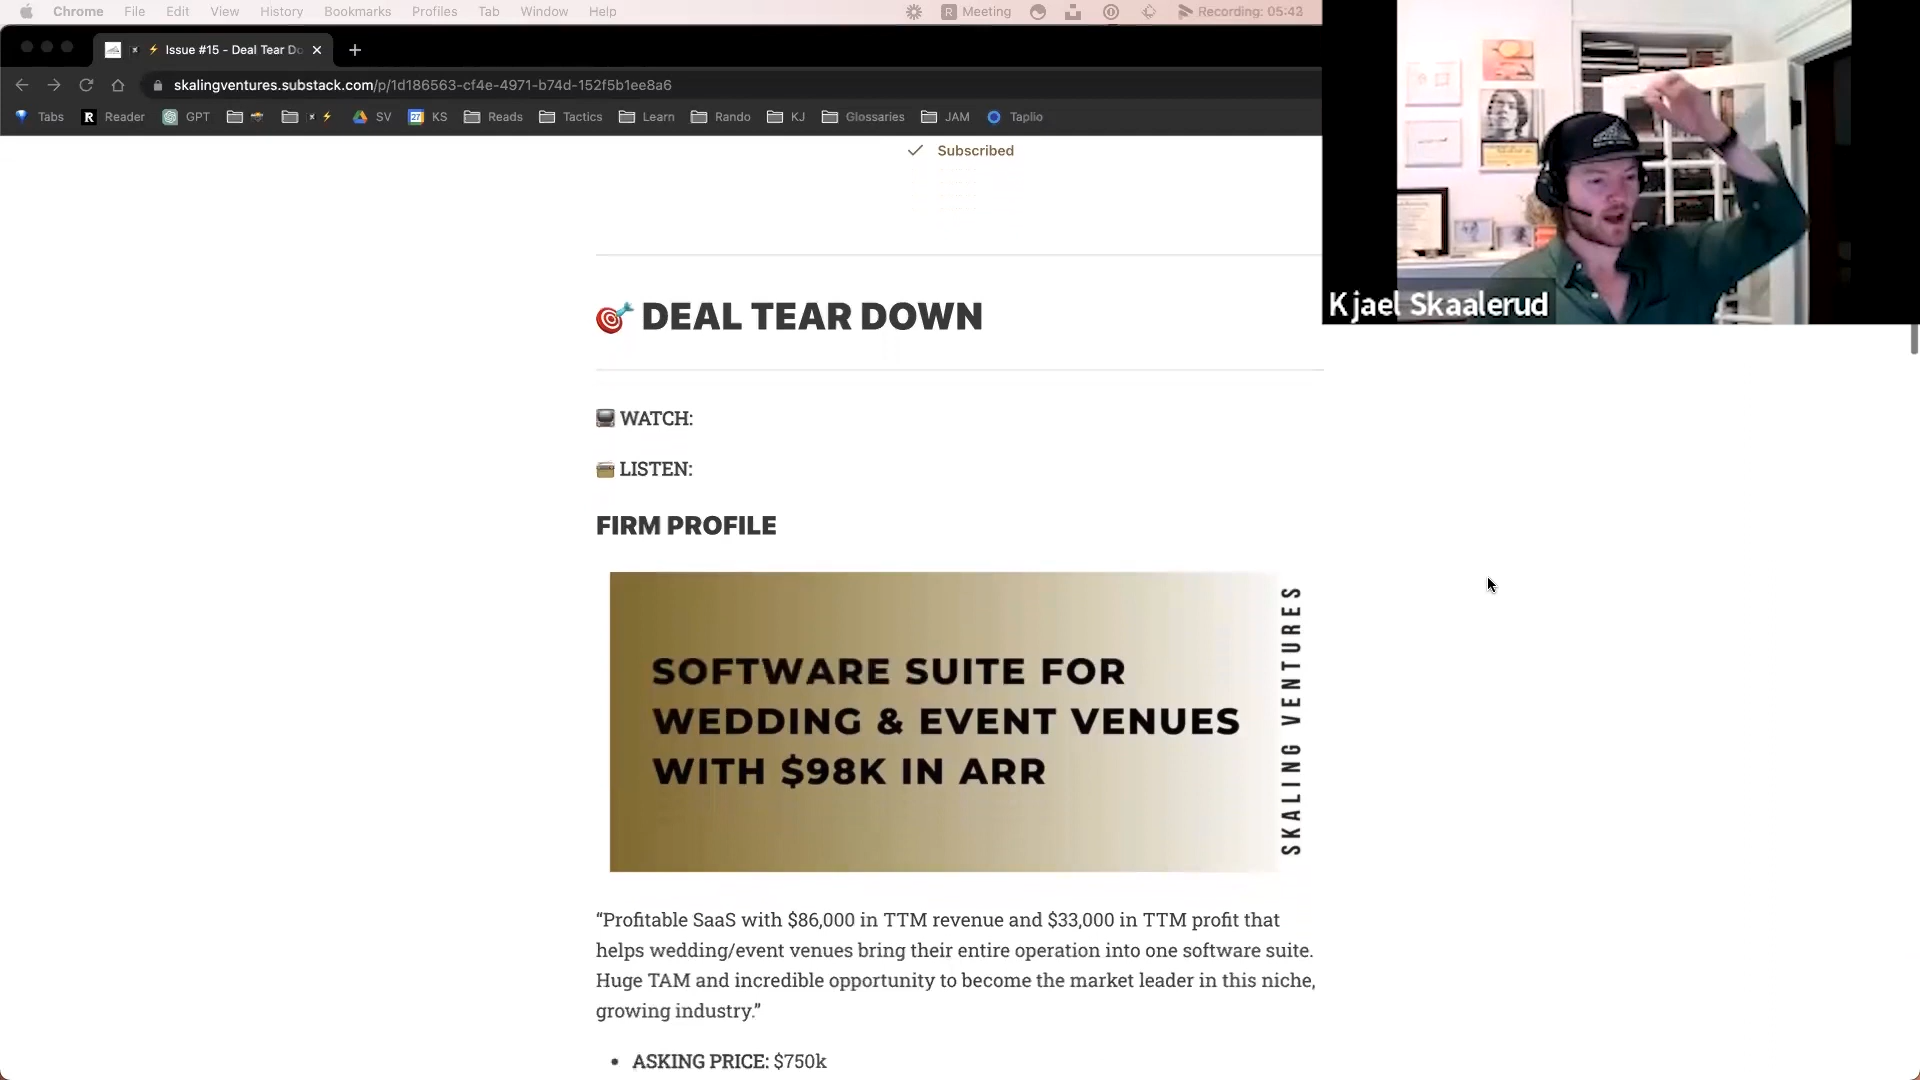 Chrome File Edit View History Bookmarks Profiles Tab Window Help
R Meeting
Recording: 05:42
⚡ Issue #15 - Deal Tear Do
skalingventures.substack.com/p/1d186563-cf4e-4971-b74d-152f5b1ee8a6
Tabs R Reader GPT 27 SV KS Reads Tactics Learn Rando KJ Glossaries JAM Taplio
Kjael Skaalerud
Subscribed
🎯 DEAL TEAR DOWN
📺 WATCH:
📻 LISTEN:
FIRM PROFILE
SOFTWARE SUITE FOR
WEDDING & EVENT VENUES
WITH $98K IN ARR
SKALING VENTURES
“Profitable SaaS with $86,000 in TTM revenue and $33,000 in TTM profit that
helps wedding/event venues bring their entire operation into one software suite.
Huge TAM and incredible opportunity to become the market leader in this niche,
growing industry.”
• ASKING PRICE: $750k